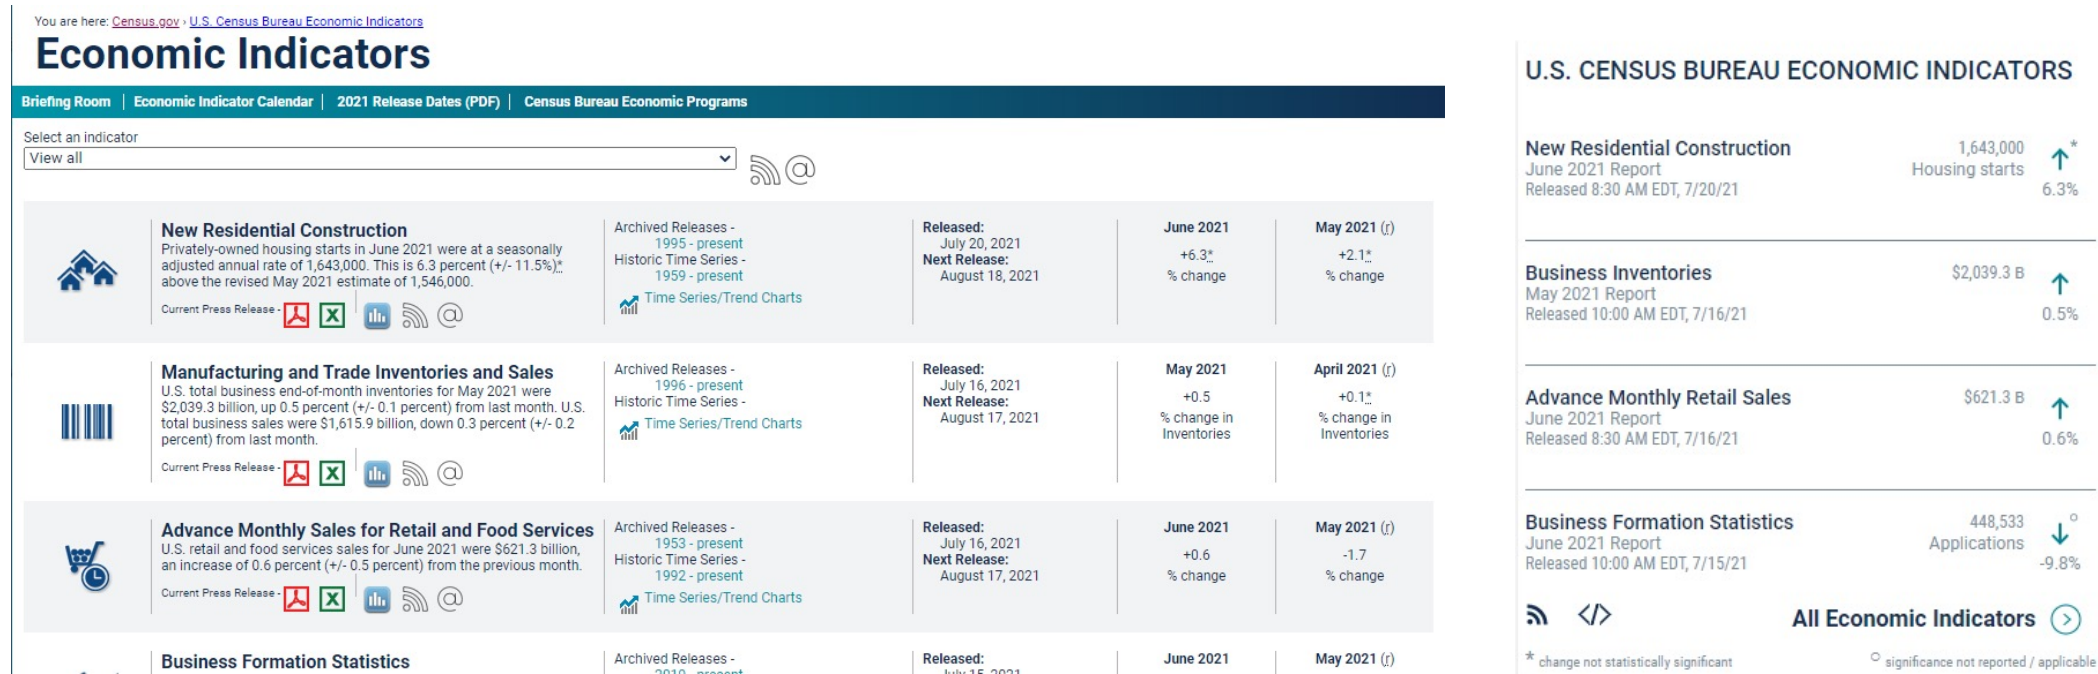 You are here: Census.gov › U.S. Census Bureau Economic Indicators
Economic Indicators
Briefing Room | Economic Indicator Calendar | 2021 Release Dates (PDF) | Census Bureau Economic Programs
Select an indicator
View all
New Residential Construction
Privately-owned housing starts in June 2021 were at a seasonally
adjusted annual rate of 1,643,000. This is 6.3 percent (+/- 11.5%)*
above the revised May 2021 estimate of 1,546,000.
Current Press Release -
Archived Releases -
1995 - present
Historic Time Series -
1959 - present
Time Series/Trend Charts
Released:
July 20, 2021
Next Release:
August 18, 2021
June 2021
+6.3*
% change
May 2021 (r)
+2.1*
% change
Manufacturing and Trade Inventories and Sales
U.S. total business end-of-month inventories for May 2021 were
$2,039.3 billion, up 0.5 percent (+/- 0.1 percent) from last month. U.S.
total business sales were $1,615.9 billion, down 0.3 percent (+/- 0.2
percent) from last month.
Current Press Release -
Archived Releases -
1996 - present
Historic Time Series -
Time Series/Trend Charts
Released:
July 16, 2021
Next Release:
August 17, 2021
May 2021
+0.5
% change in
Inventories
April 2021 (r)
+0.1*
% change in
Inventories
Advance Monthly Sales for Retail and Food Services
U.S. retail and food services sales for June 2021 were $621.3 billion,
an increase of 0.6 percent (+/- 0.5 percent) from the previous month.
Current Press Release -
Archived Releases -
1953 - present
Historic Time Series -
1992 - present
Time Series/Trend Charts
Released:
July 16, 2021
Next Release:
August 17, 2021
June 2021
+0.6
% change
May 2021 (r)
-1.7
% change
Business Formation Statistics
Archived Releases -
2010 - present
Released:
July 15, 2021
June 2021
May 2021 (r)
U.S. CENSUS BUREAU ECONOMIC INDICATORS
New Residential Construction
June 2021 Report
Released 8:30 AM EDT, 7/20/21
1,643,000
Housing starts
*
6.3%
Business Inventories
May 2021 Report
Released 10:00 AM EDT, 7/16/21
$2,039.3 B
0.5%
Advance Monthly Retail Sales
June 2021 Report
Released 8:30 AM EDT, 7/16/21
$621.3 B
0.6%
Business Formation Statistics
June 2021 Report
Released 10:00 AM EDT, 7/15/21
448,533
Applications
○
-9.8%
All Economic Indicators
* change not statistically significant
○ significance not reported / applicable